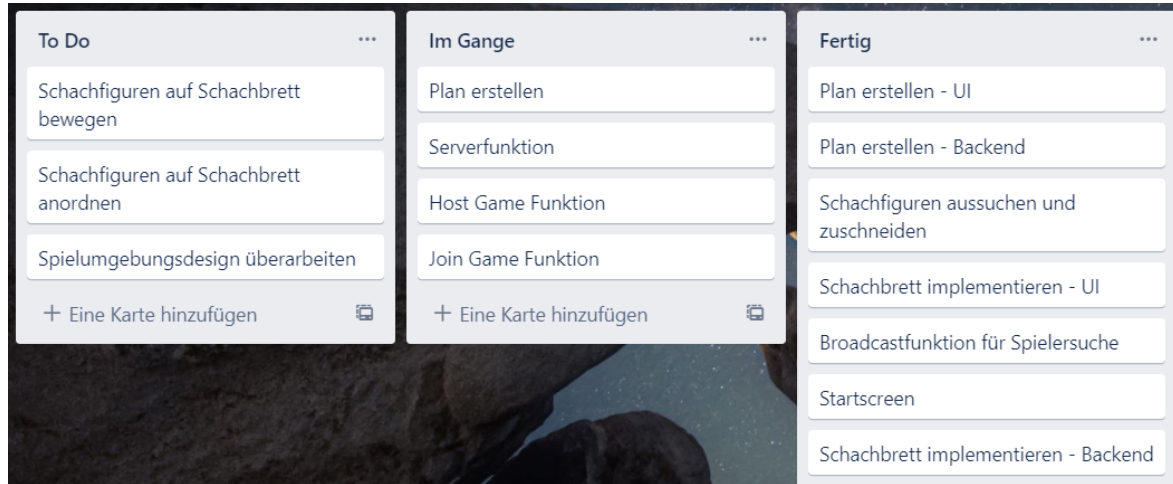 To Do
Schachfiguren auf Schachbrett
bewegen
Schachfiguren auf Schachbrett
anordnen
Spielumgebungsdesign überarbeiten
+ Eine Karte hinzufügen
Im Gange
Plan erstellen
Serverfunktion
Host Game Funktion
Join Game Funktion
+ Eine Karte hinzufügen
Fertig
Plan erstellen - UI
Plan erstellen - Backend
Schachfiguren aussuchen und
zuschneiden
Schachbrett implementieren - UI
Broadcastfunktion für Spielersuche
Startscreen
Schachbrett implementieren - Backend